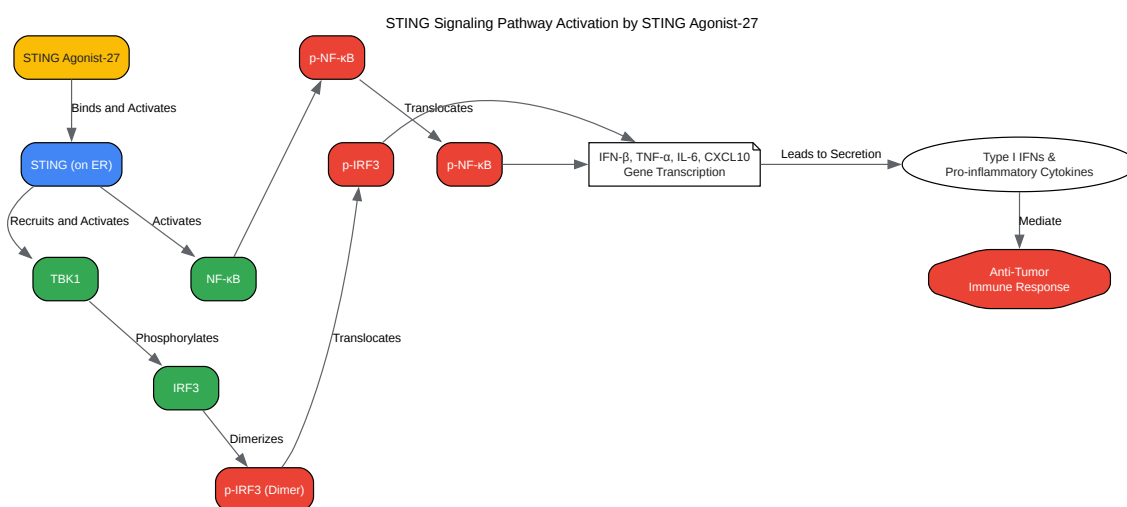 STING Signaling Pathway Activation by STING Agonist-27
STING Agonist-27
p-NF-κB
Binds and Activates
Translocates
STING (on ER)
p-IRF3
p-NF-κB
IFN-β, TNF-α, IL-6, CXCL10
Gene Transcription
Leads to Secretion
Type I IFNs &
Pro-inflammatory Cytokines
Recruits and Activates
Activates
Mediate
TBK1
NF-κB
Anti-Tumor
Immune Response
Phosphorylates
Translocates
IRF3
Dimerizes
p-IRF3 (Dimer)